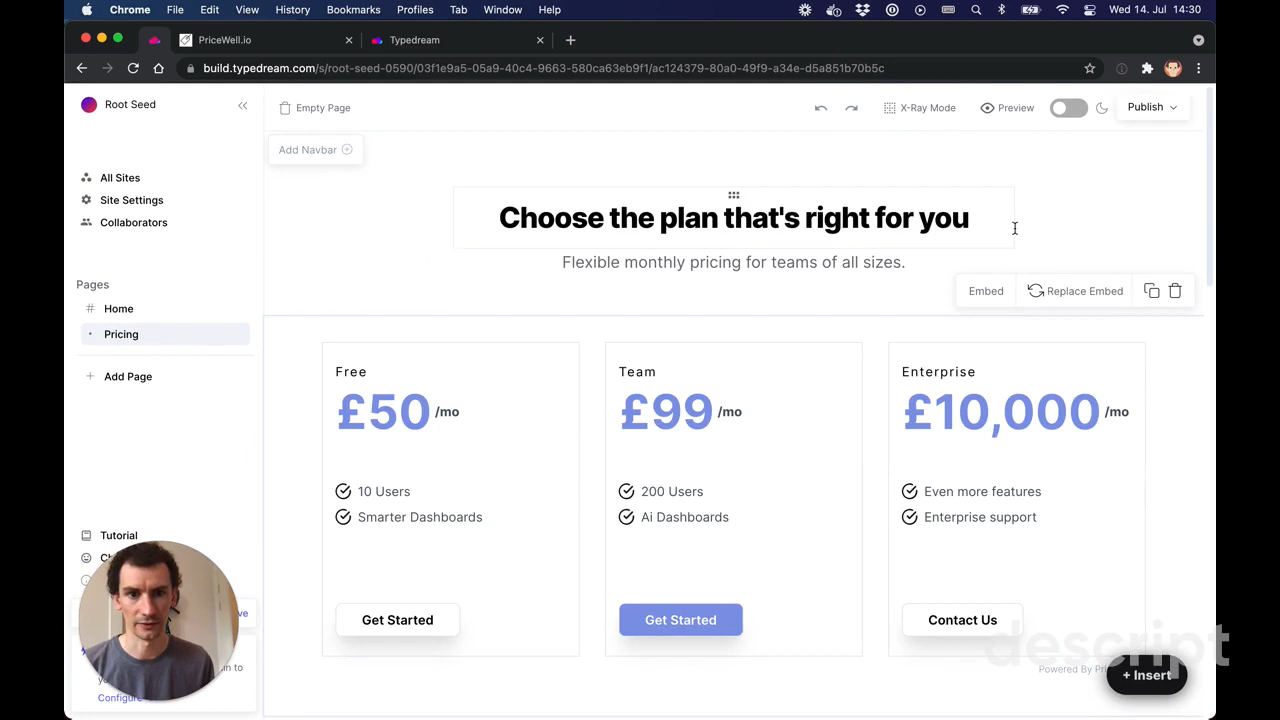 Chrome File Edit View History Bookmarks Profiles Tab Window Help Wed 14. Jul 14:30
PriceWell.io Typedream
build.typedream.com/s/root-seed-0590/03f1e9a5-05a9-40c4-9663-580ca63eb9f1/ac124379-80a0-49f9-a34e-d5a851b70b5c
Root Seed
Empty Page X-Ray Mode Preview Publish
Add Navbar
All Sites
Site Settings
Collaborators
Pages
Home
Pricing
Add Page
Tutorial
Choose the plan that's right for you
Flexible monthly pricing for teams of all sizes.
Embed Replace Embed
Free
£50 /mo
10 Users
Smarter Dashboards
Get Started
Team
£99 /mo
200 Users
Ai Dashboards
Get Started
Enterprise
£10,000 /mo
Even more features
Enterprise support
Contact Us
Powered By
+ Insert
descript
Configure